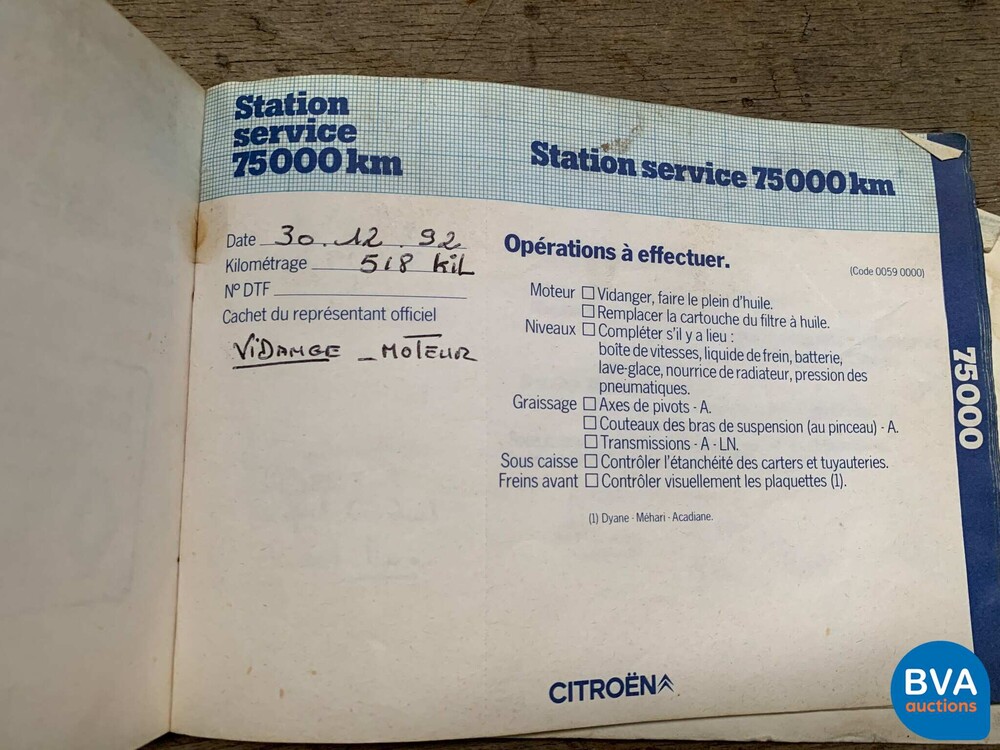 Station
service
75000 km
Station service 75000 km
Date 30.12.92
Kilométrage 518 KiL
N° DTF
Cachet du représentant officiel
ViDANGE _ MOTEUR
Opérations à effectuer.
(Code 0059 0000)
Moteur Vidanger, faire le plein d'huile.
Remplacer la cartouche du filtre à huile.
Niveaux Compléter s'il y a lieu :
boîte de vitesses, liquide de frein, batterie,
lave-glace, nourrice de radiateur, pression des
pneumatiques.
Graissage Axes de pivots - A.
Couteaux des bras de suspension (au pinceau) - A.
Transmissions - A - LN.
Sous caisse Contrôler l'étanchéité des carters et tuyauteries.
Freins avant Contrôler visuellement les plaquettes (1).
(1) Dyane - Méhari - Acadiane.
CITROËN
75000
BVA
auctions